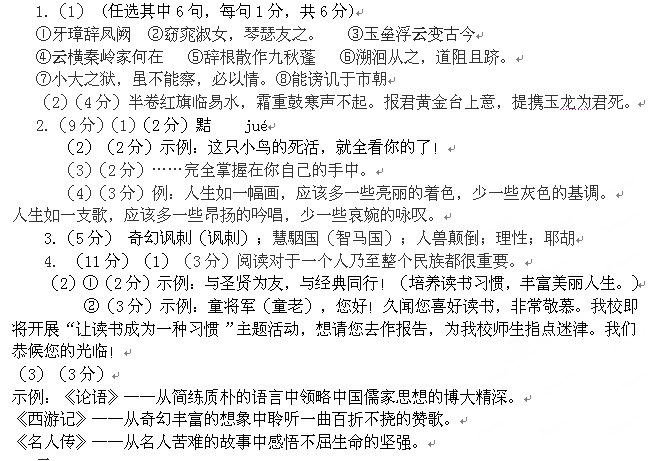 1.（1）（任选其中6句，每句1分，共6分）
①牙璋辞凤阙 ②窈窕淑女，琴瑟友之。 ③玉垒浮云变古今
④云横秦岭家何在 ⑤辞根散作九秋蓬 ⑥溯洄从之，道阻且跻。
⑦小大之狱，虽不能察，必以情。⑧能谤讥于市朝
（2）（4分）半卷红旗临易水，霜重鼓寒声不起。报君黄金台上意，提携玉龙为君死。
2.（9分）（1）（2分）黠 jué
（2）（2分）示例：这只小鸟的死活，就全看你的了！
（3）（2分）……完全掌握在你自己的手中。
（4）（3分）例：人生如一幅画，应该多一些亮丽的着色，少一些灰色的基调。
人生如一支歌，应该多一些昂扬的吟唱，少一些哀婉的咏叹。
3.（5分） 奇幻讽刺（讽刺）；慧骃国（智马国）；人兽颠倒；理性；耶胡
4. （11分）（1）（3分）阅读对于一个人乃至整个民族都很重要。
（2）①（2分）示例：与圣贤为友，与经典同行！（培养读书习惯，丰富美丽人生。）
②（3分）示例：童将军（童老），您好！久闻您喜好读书，非常敬慕。我校即
将开展“让读书成为一种习惯”主题活动，想请您去作报告，为我校师生指点迷律。我们
恭候您的光临！
（3）（3分）
示例：《论语》——从简练质朴的语言中领略中国儒家思想的博大精深。
《西游记》——从奇幻丰富的想象中聆听一曲百折不挠的赞歌。
《名人传》——从名人苦难的故事中感悟不屈生命的坚强。